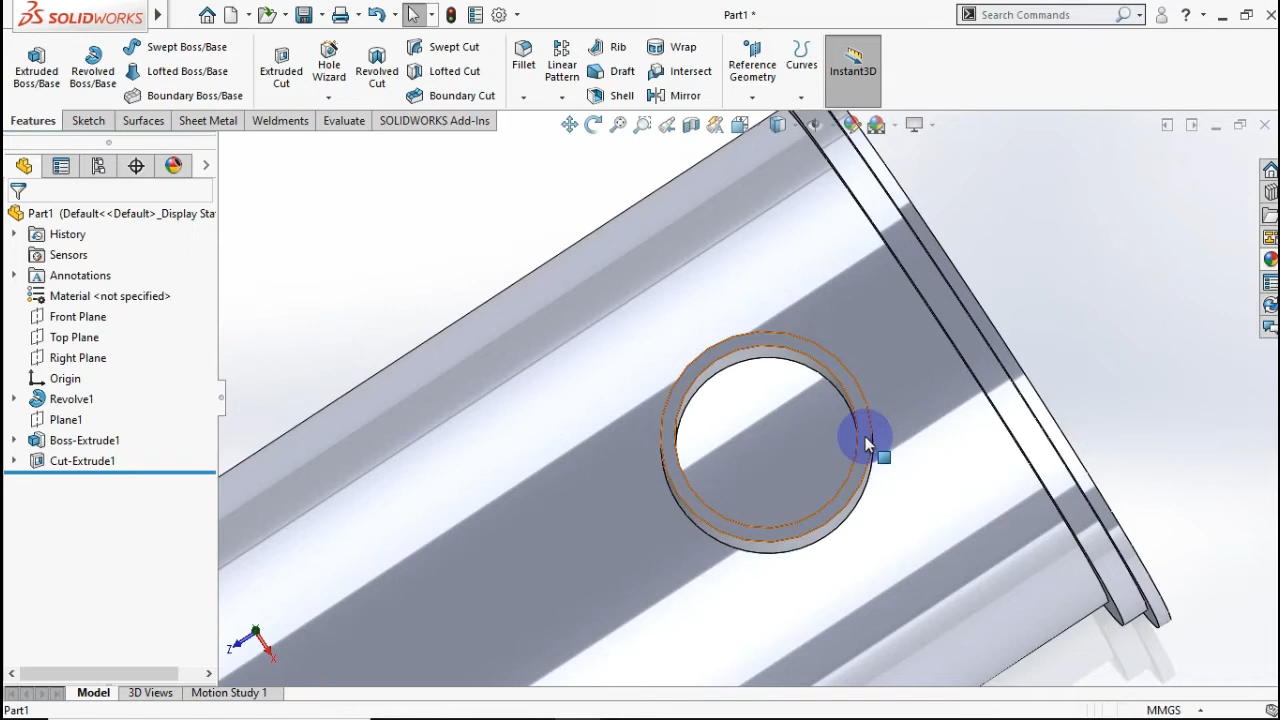 SOLIDWORKS
Part1 *
Search Commands
Extruded Boss/Base
Revolved Boss/Base
Swept Boss/Base
Lofted Boss/Base
Boundary Boss/Base
Extruded Cut
Hole Wizard
Revolved Cut
Swept Cut
Lofted Cut
Boundary Cut
Fillet
Linear Pattern
Rib
Draft
Shell
Wrap
Intersect
Mirror
Reference Geometry
Curves
Instant3D
Features
Sketch
Surfaces
Sheet Metal
Weldments
Evaluate
SOLIDWORKS Add-Ins
Part1 (Default<<Default>_Display Sta
History
Sensors
Annotations
Material <not specified>
Front Plane
Top Plane
Right Plane
Origin
Revolve1
Plane1
Boss-Extrude1
Cut-Extrude1
Z
X
Model
3D Views
Motion Study 1
Part1
MMGS